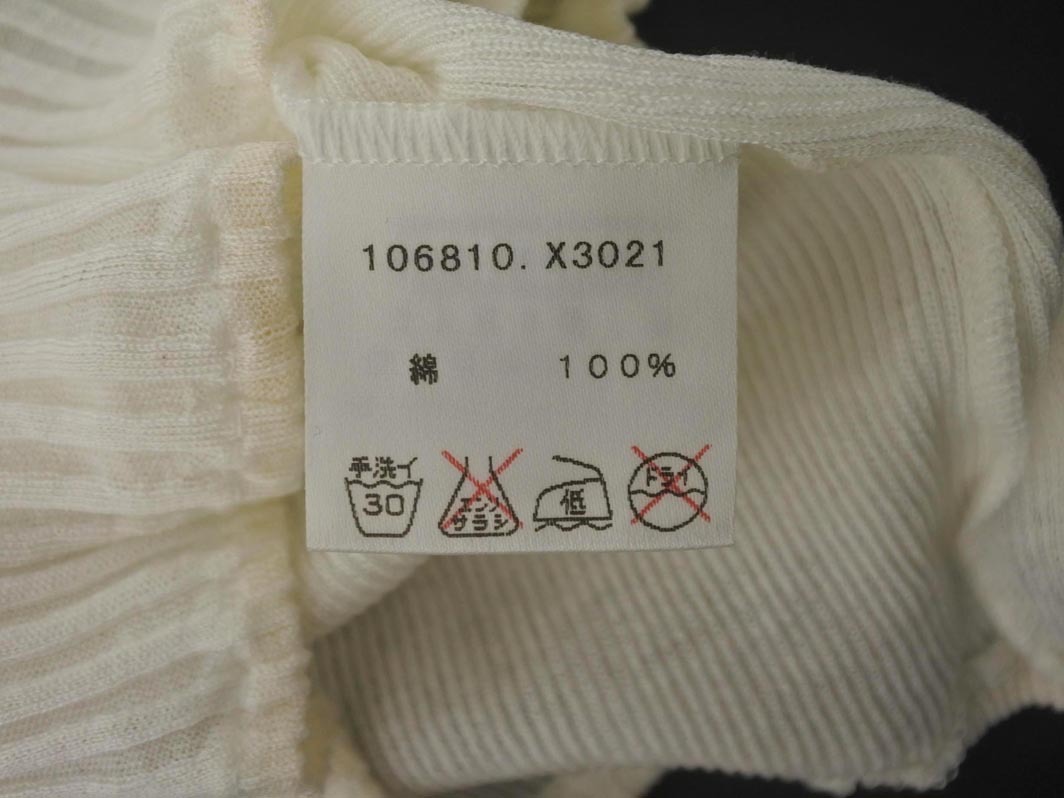 106810. X3021
綿 100%
手洗イ
30
エンソ
サラシ
低
ドライ